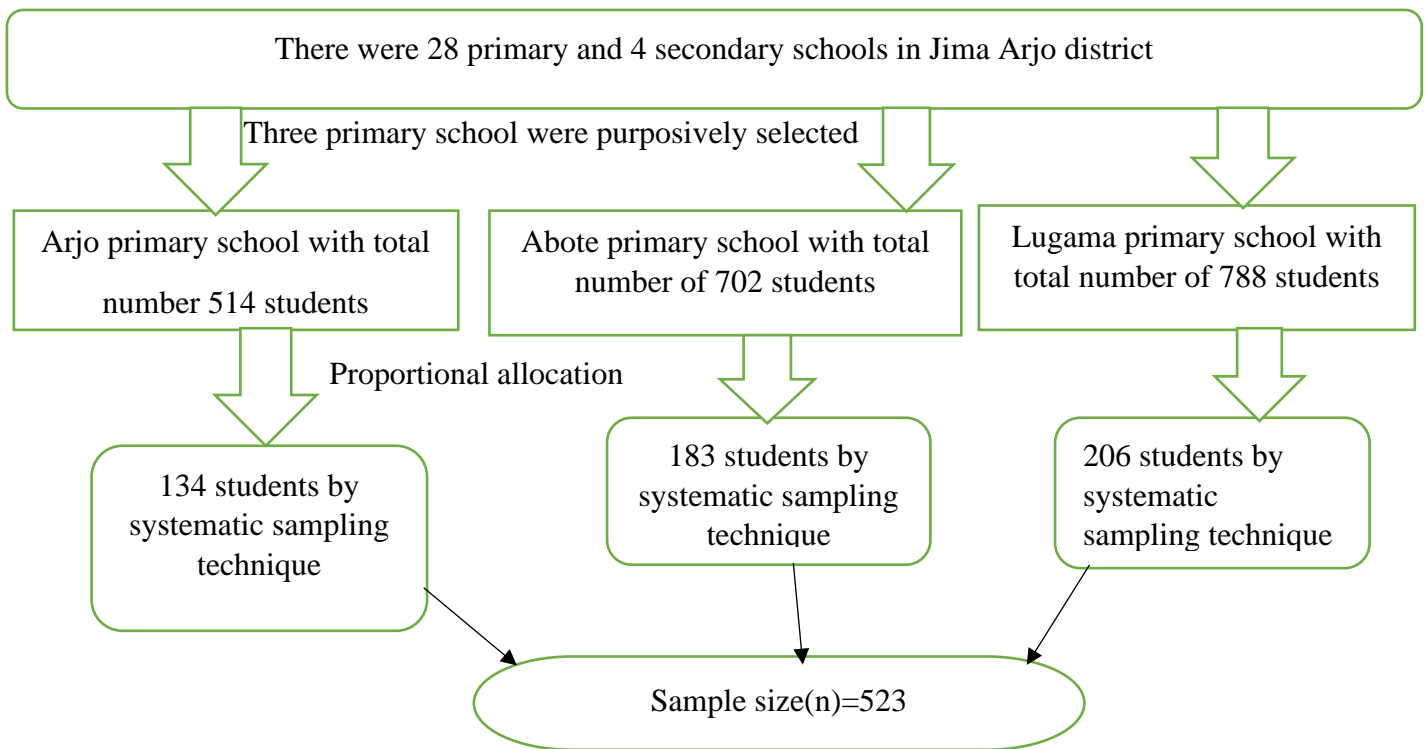 There were 28 primary and 4 secondary schools in Jima Arjo district
Three primary school were purposively selected
Arjo primary school with total
number 514 students
Abote primary school with total
number of 702 students
Lugama primary school with
total number of 788 students
Proportional allocation
134 students by
systematic sampling
technique
183 students by
systematic sampling
technique
206 students by
systematic
sampling technique
Sample size(n)=523